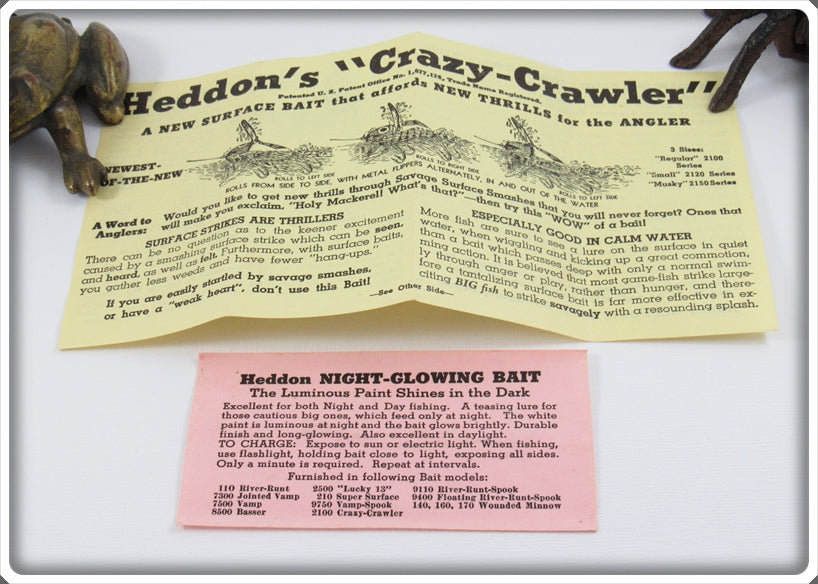 Heddon's "Crazy-Crawler"
Patented U. S. Patent Office No. 1,877,176, Trade Name Registered.
A NEW SURFACE BAIT that affords NEW THRILLS for the ANGLER
NEWEST-
OF-THE-NEW
ROLLS TO LEFT SIDE
ROLLS TO RIGHT SIDE
ROLLS TO LEFT SIDE
ROLLS FROM SIDE TO SIDE, WITH METAL FLIPPERS ALTERNATELY, IN AND OUT OF THE WATER
3 Sizes:
"Regular" 2100
Series
"Small" 2120 Series
"Musky" 2150 Series
A Word to
Anglers:
Would you like to get new thrills through Savage Surface Smashes that you will never forget? Ones that
will make you exclaim, "Holy Mackerel! What's that?"—then try this "WOW" of a bait!
SURFACE STRIKES ARE THRILLERS
There can be no question as to the keener excitement
caused by a smashing surface strike which can be seen,
and heard, as well as felt. Furthermore, with surface baits,
you gather less weeds and have fewer "hang-ups."
If you are easily startled by savage smashes,
or have a "weak heart", don't use this Bait!
ESPECIALLY GOOD IN CALM WATER
More fish are sure to see a lure on the surface in quiet
water, when wiggling and kicking up a great commotion,
than a bait which passes deep with only a normal swim-
ming action. It is believed that most game-fish strike large-
ly through anger or play, rather than hunger, and there-
fore a tantalizing surface bait is far more effective in ex-
citing BIG fish to strike savagely with a resounding splash.
—See Other Side—
Heddon NIGHT-GLOWING BAIT
The Luminous Paint Shines in the Dark
Excellent for both Night and Day fishing. A teasing lure for
those cautious big ones, which feed only at night. The white
paint is luminous at night and the bait glows brightly. Durable
finish and long-glowing. Also excellent in daylight.
TO CHARGE: Expose to sun or electric light. When fishing,
use flashlight, holding bait close to light, exposing all sides.
Only a minute is required. Repeat at intervals.
Furnished in following Bait models:
110 River-Runt 2500 "Lucky 13" 9110 River-Runt-Spook
7300 Jointed Vamp 210 Super Surface 9400 Floating River-Runt-Spook
7500 Vamp 9750 Vamp-Spook 140, 160, 170 Wounded Minnow
8500 Basser 2100 Crazy-Crawler